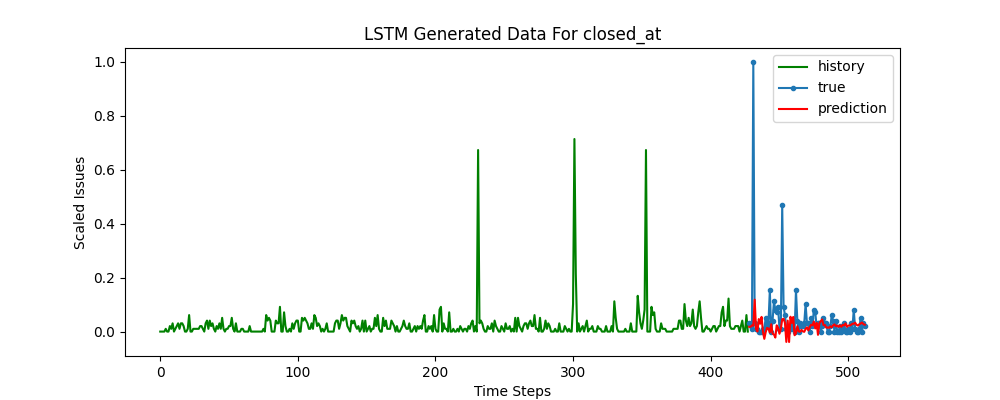 LSTM Generated Data For closed_at
history
true
prediction
1.0
0.8
0.6
0.4
0.2
0.0
Scaled Issues
0 100 200 300 400 500
Time Steps